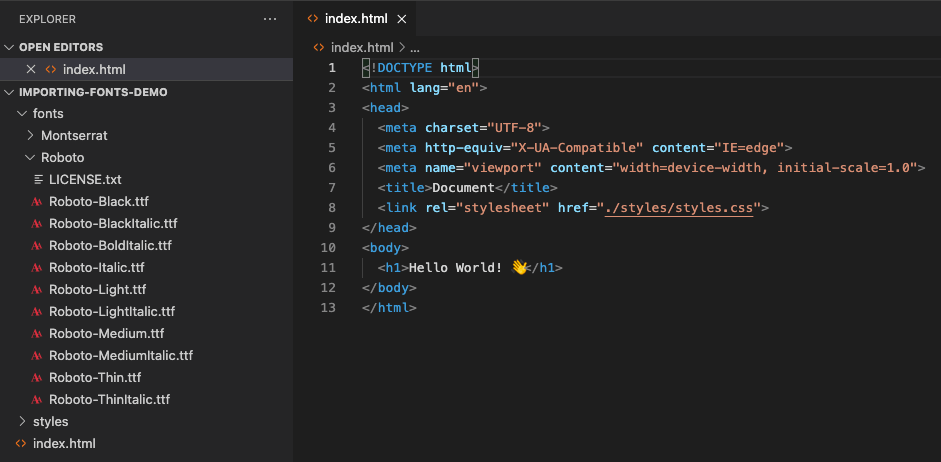 EXPLORER ...
OPEN EDITORS
index.html
IMPORTING-FONTS-DEMO
fonts
Montserrat
Roboto
LICENSE.txt
Roboto-Black.ttf
Roboto-BlackItalic.ttf
Roboto-BoldItalic.ttf
Roboto-Italic.ttf
Roboto-Light.ttf
Roboto-LightItalic.ttf
Roboto-Medium.ttf
Roboto-MediumItalic.ttf
Roboto-Thin.ttf
Roboto-ThinItalic.ttf
styles
index.html
index.html
index.html > ...
1 <!DOCTYPE html>
2 <html lang="en">
3 <head>
4 <meta charset="UTF-8">
5 <meta http-equiv="X-UA-Compatible" content="IE=edge">
6 <meta name="viewport" content="width=device-width, initial-scale=1.0">
7 <title>Document</title>
8 <link rel="stylesheet" href="./styles/styles.css">
9 </head>
10 <body>
11 <h1>Hello World! 👋</h1>
12 </body>
13 </html>